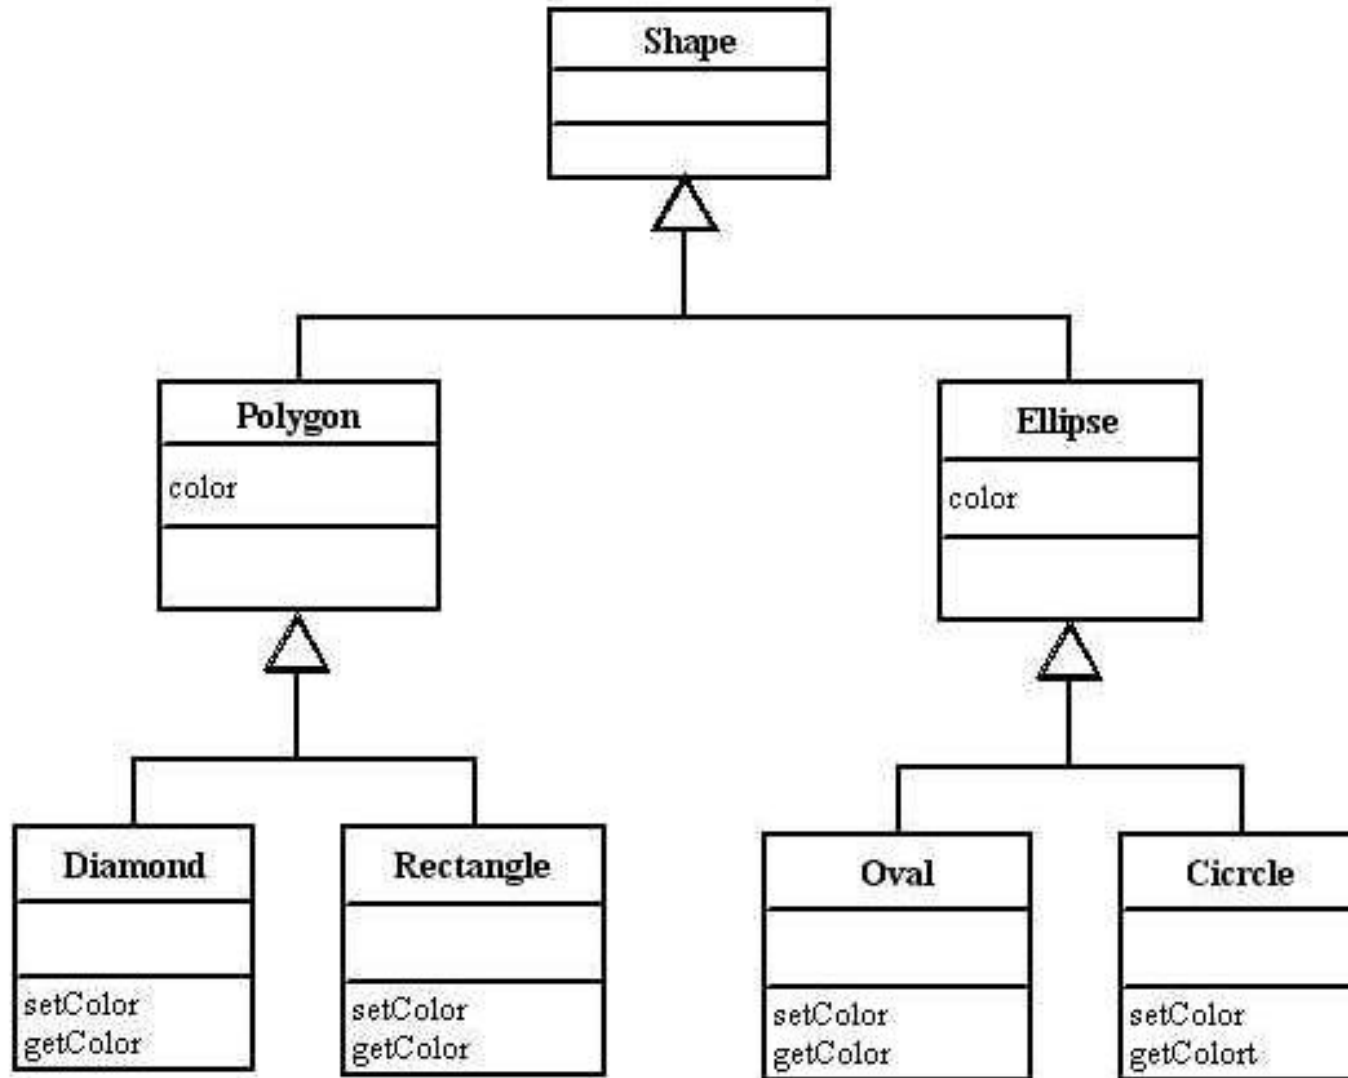 Shape
Polygon
color
Ellipse
color
Diamond
setColor
getColor
Rectangle
setColor
getColor
Oval
setColor
getColor
Cicrcle
setColor
getColort